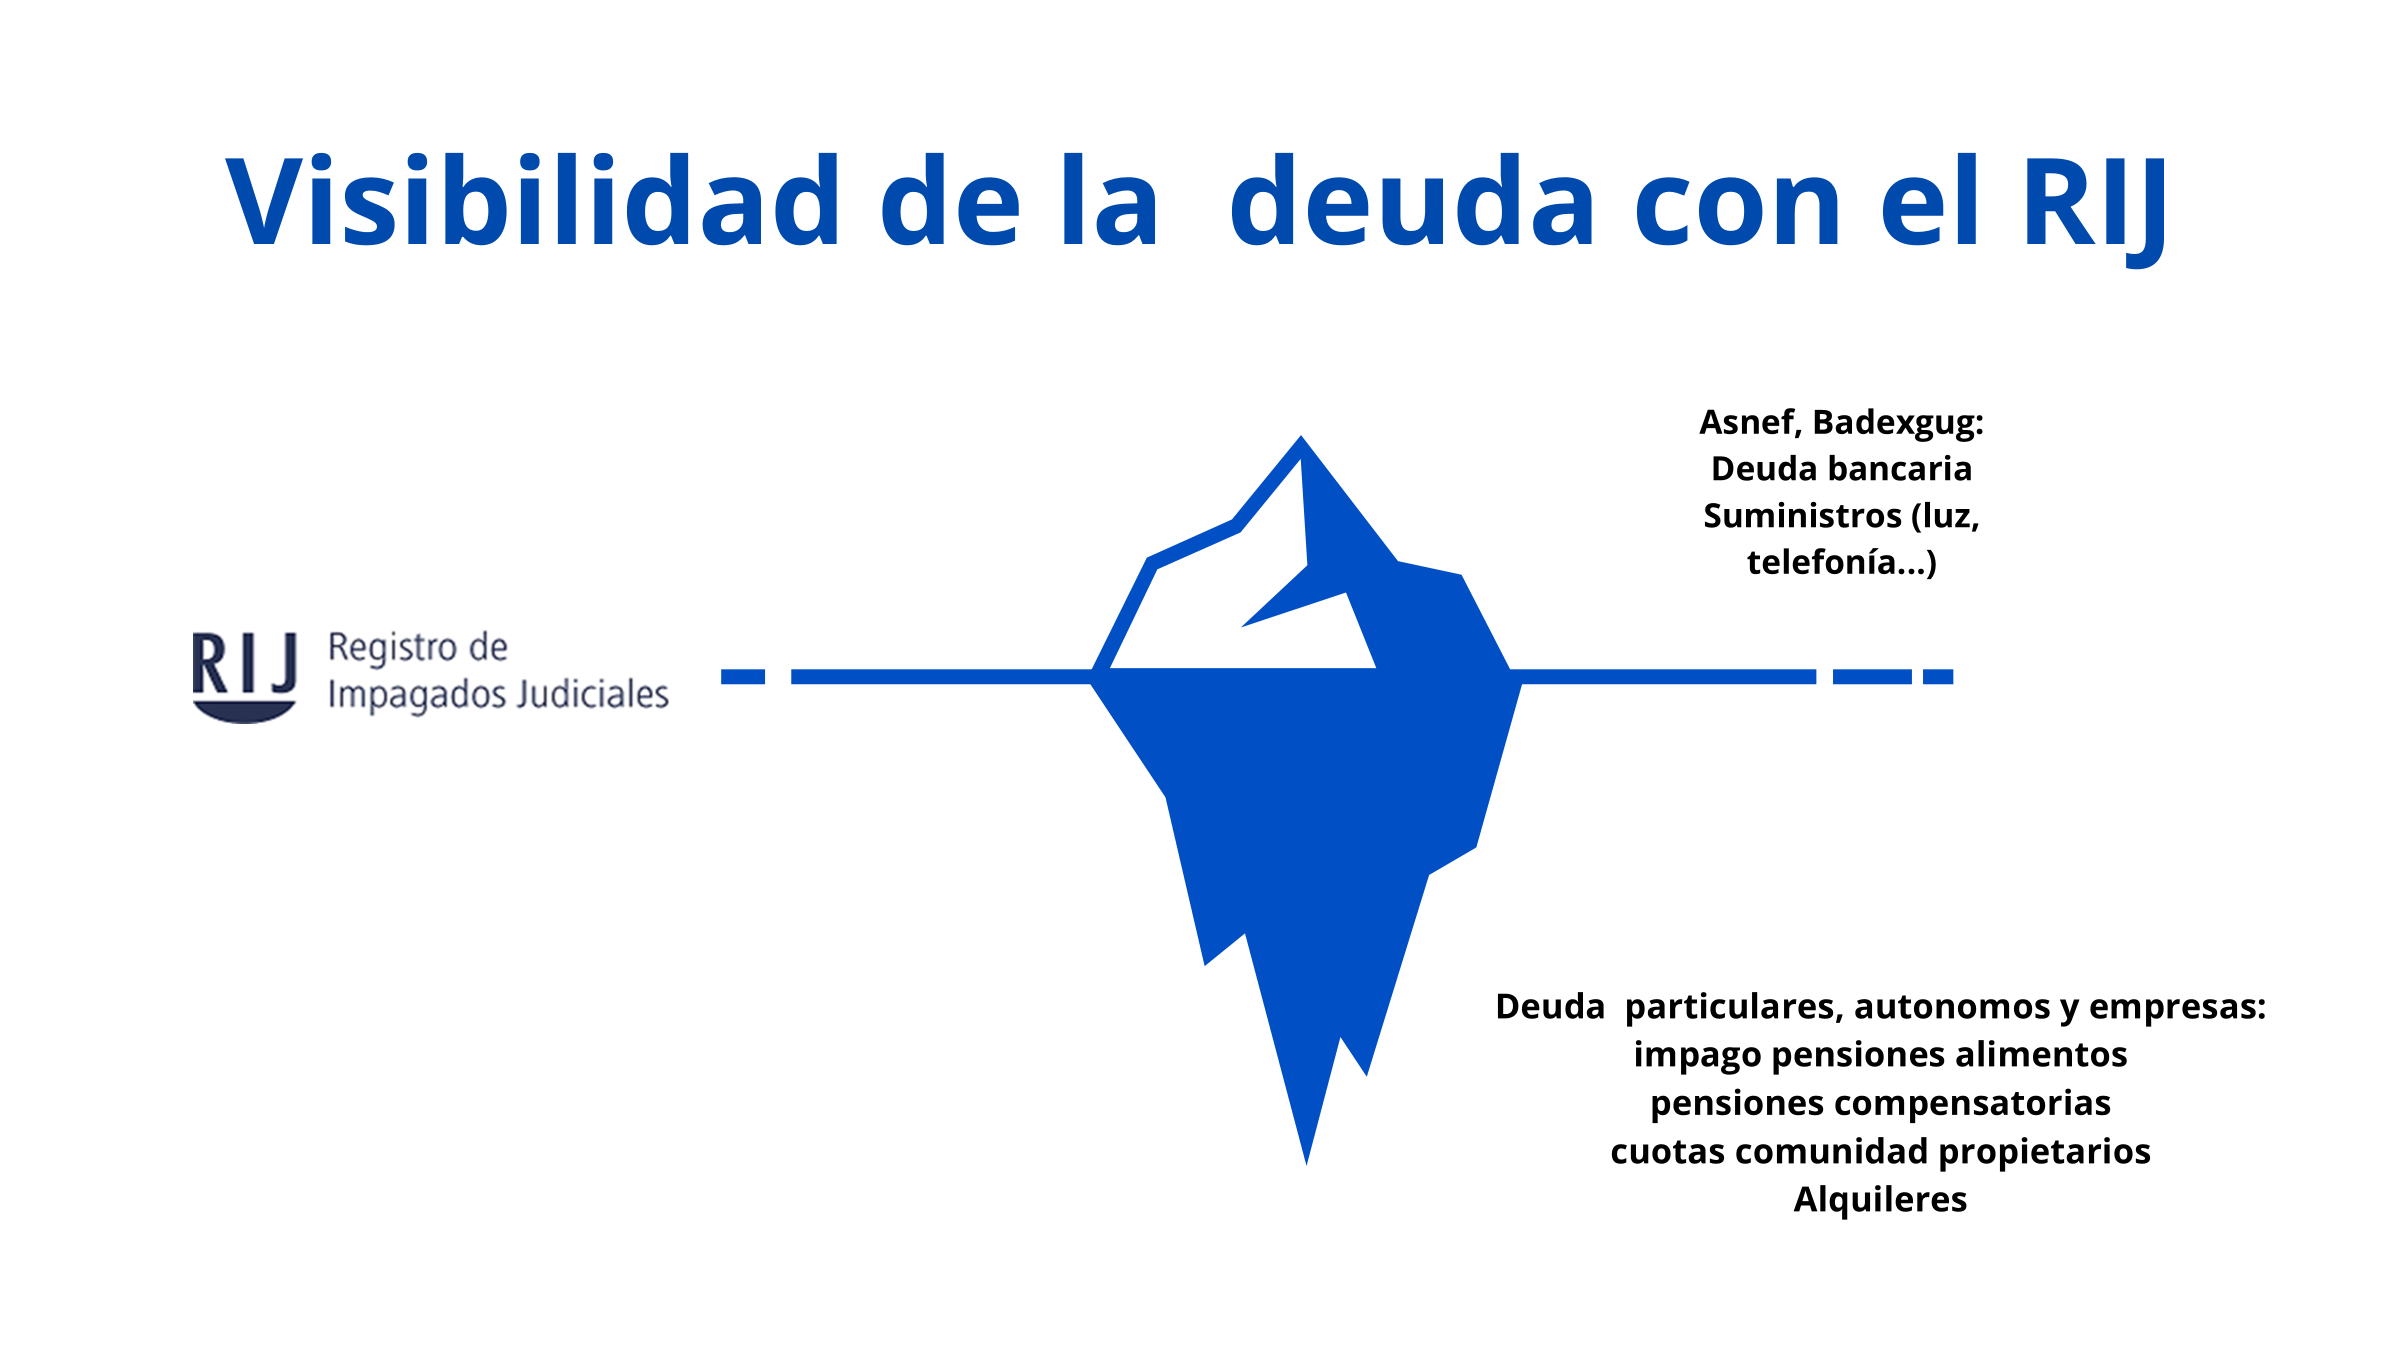 Visibilidad de la  deuda con el RIJ
Asnef, Badexgug:
Deuda bancaria
Suministros (luz,
telefonía...)
RIJ
Registro de
Impagados Judiciales
Deuda  particulares, autonomos y empresas:
impago pensiones alimentos
pensiones compensatorias
cuotas comunidad propietarios
Alquileres